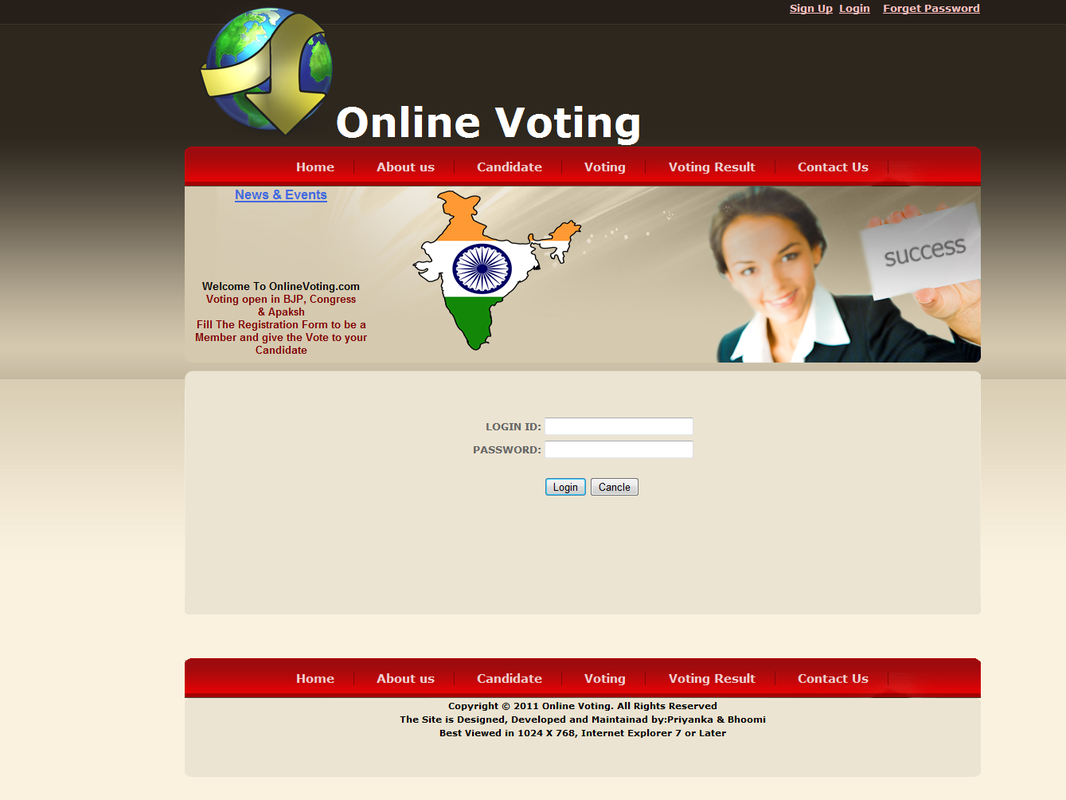 Sign Up Login Forget Password
Online Voting
Home About us Candidate Voting Voting Result Contact Us
News & Events
success
Welcome To OnlineVoting.com
Voting open in BJP, Congress
& Apaksh
Fill The Registration Form to be a
Member and give the Vote to your
Candidate
LOGIN ID:
PASSWORD:
Login Cancle
Home About us Candidate Voting Voting Result Contact Us
Copyright © 2011 Online Voting. All Rights Reserved
The Site is Designed, Developed and Maintainad by:Priyanka & Bhoomi
Best Viewed in 1024 X 768, Internet Explorer 7 or Later